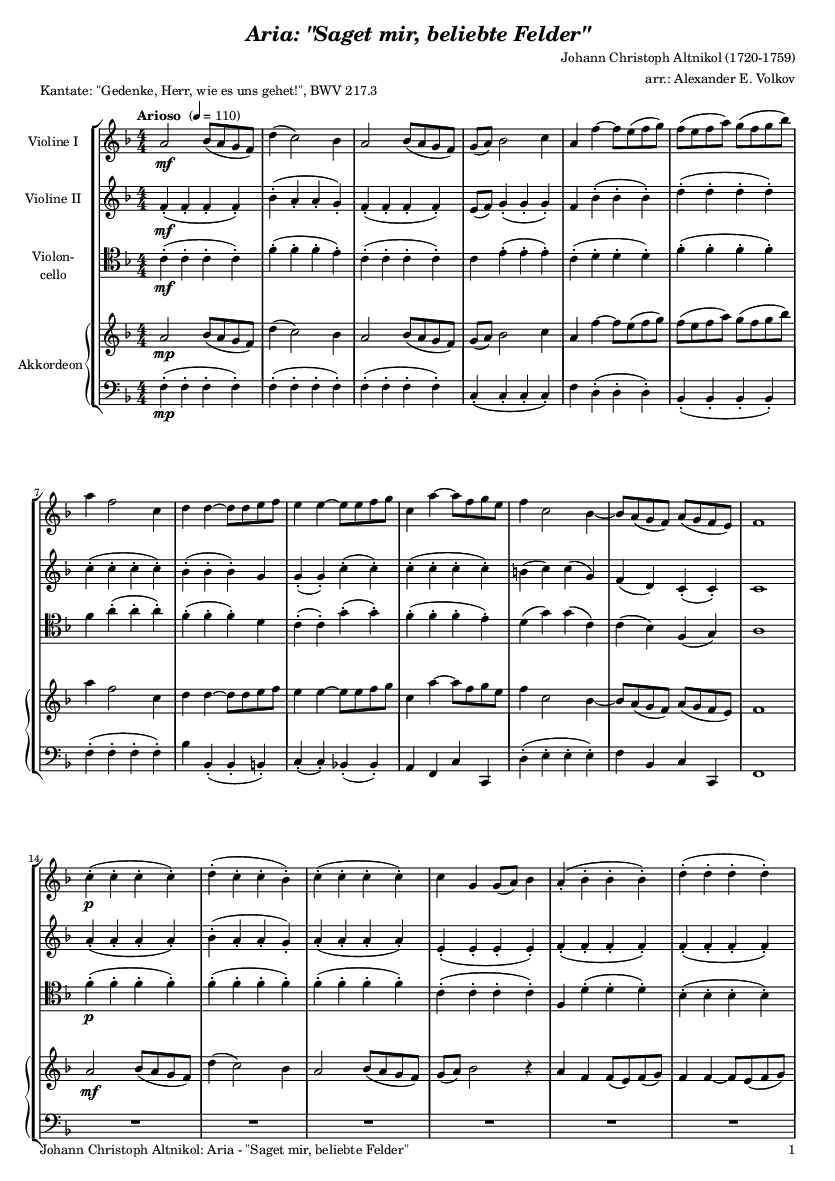 Aria: "Saget mir, beliebte Felder"
Johann Christoph Altnikol (1720-1759)
arr.: Alexander E. Volkov
Kantate: "Gedenke, Herr, wie es uns gehet!", BWV 217.3
Arioso (♩ = 110)
Violine I
mf
Violine II
mf
Violon-
cello
mf
Akkordeon
mp
mp
7
14
p
p
mf
Johann Christoph Altnikol: Aria - "Saget mir, beliebte Felder"
1